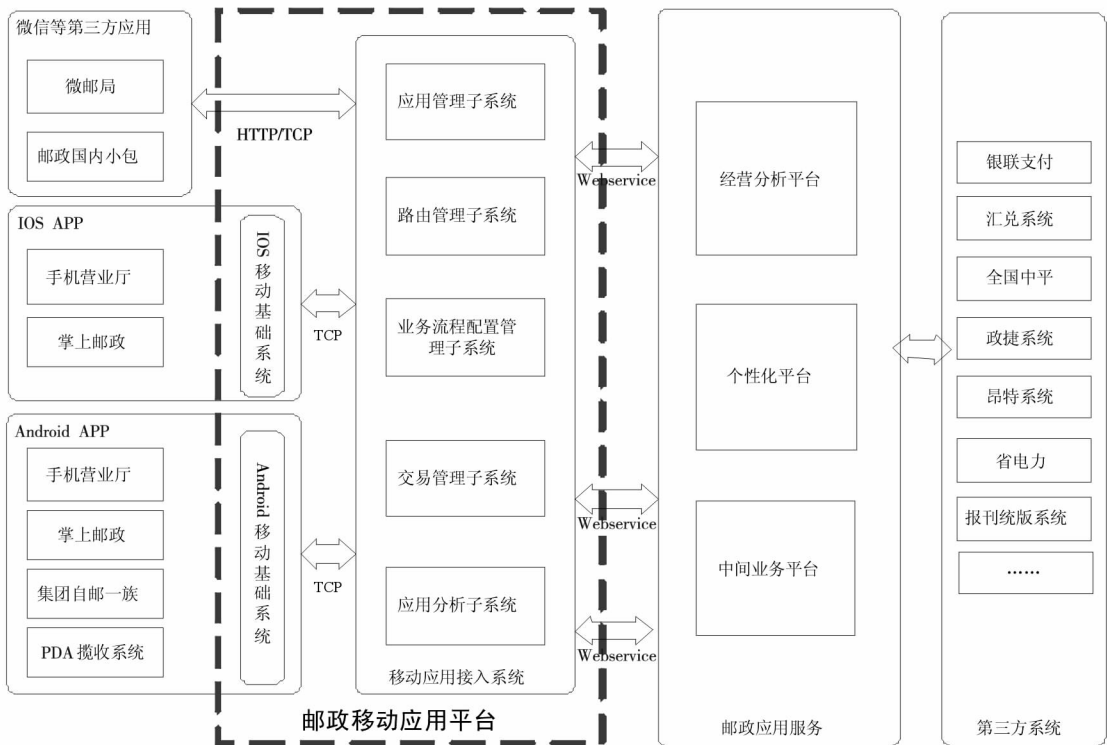 微信等第三方应用
微邮局
邮政国内小包
HTTP/TCP
IOS APP
手机营业厅
掌上邮政
IOS移动基础系统
TCP
Android APP
手机营业厅
掌上邮政
集团自邮一族
PDA 揽收系统
Android移动基础系统
TCP
应用管理子系统
路由管理子系统
业务流程配置管
理子系统
交易管理子系统
应用分析子系统
移动应用接入系统
邮政移动应用平台
Webservice
Webservice
Webservice
经营分析平台
个性化平台
中间业务平台
邮政应用服务
银联支付
汇兑系统
全国中平
政捷系统
昂特系统
省电力
报刊统版系统
……
第三方系统